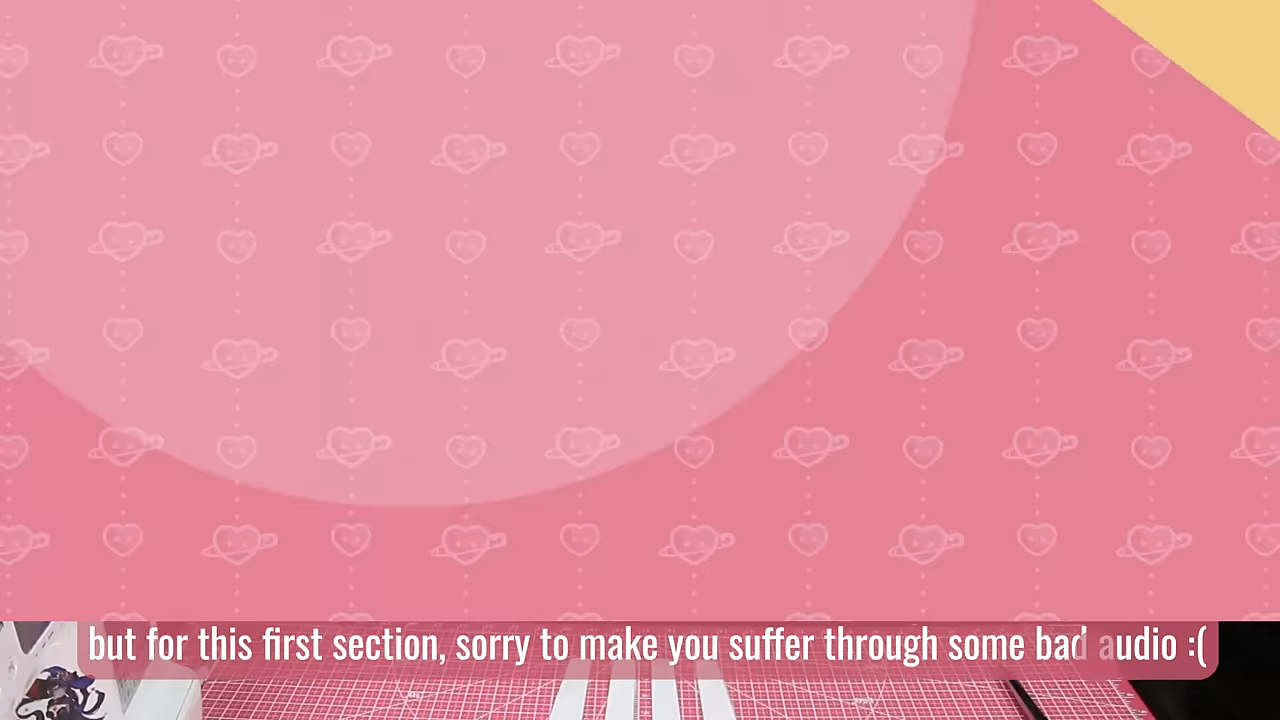 but for this first section, sorry to make you suffer through some bad audio :(